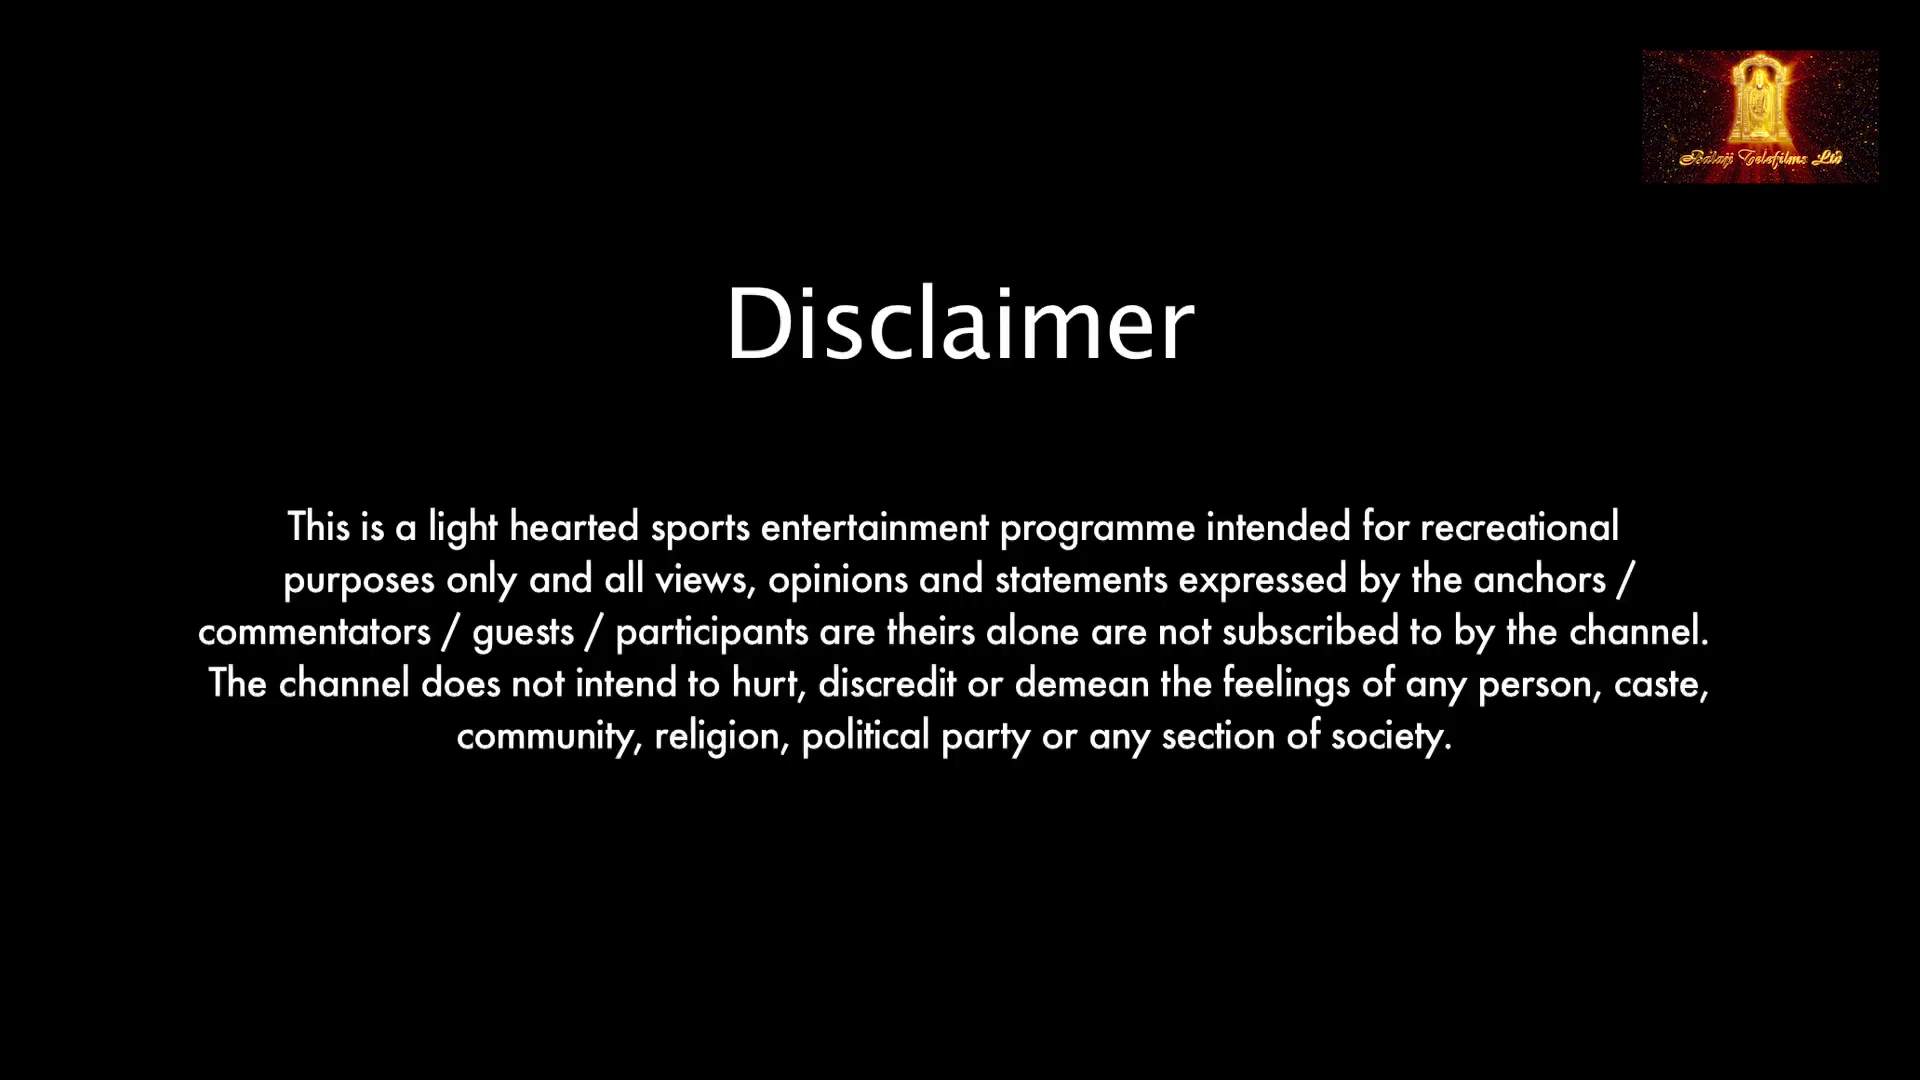 Balaji Telefilms Ltd
Disclaimer
This is a light hearted sports entertainment programme intended for recreational
purposes only and all views, opinions and statements expressed by the anchors /
commentators / guests / participants are theirs alone are not subscribed to by the channel.
The channel does not intend to hurt, discredit or demean the feelings of any person, caste,
community, religion, political party or any section of society.